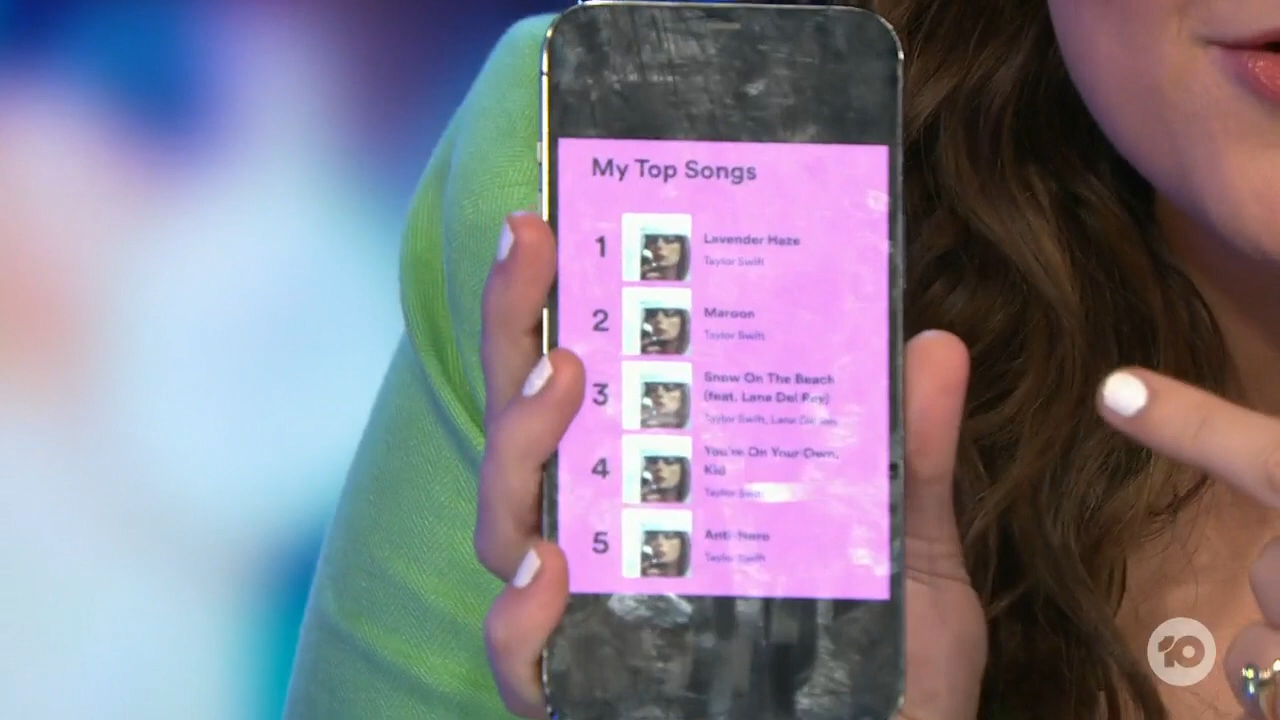 My Top Songs
1
Lavender Haze
Taylor Swift
2
Maroon
Taylor Swift
3
Snow On The Beach
(feat. Lana Del Rey)
Taylor Swift, Lana Del
4
You're On Your Own,
Kid
Taylor Swift
5
Anti-Hero
Taylor Swift
10